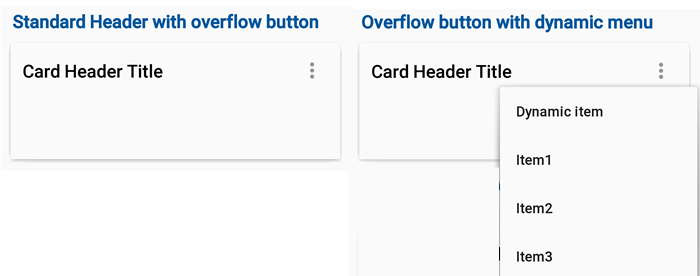 Standard Header with overflow button
Card Header Title
Overflow button with dynamic menu
Card Header Title
Dynamic item
Item1
Item2
Item3